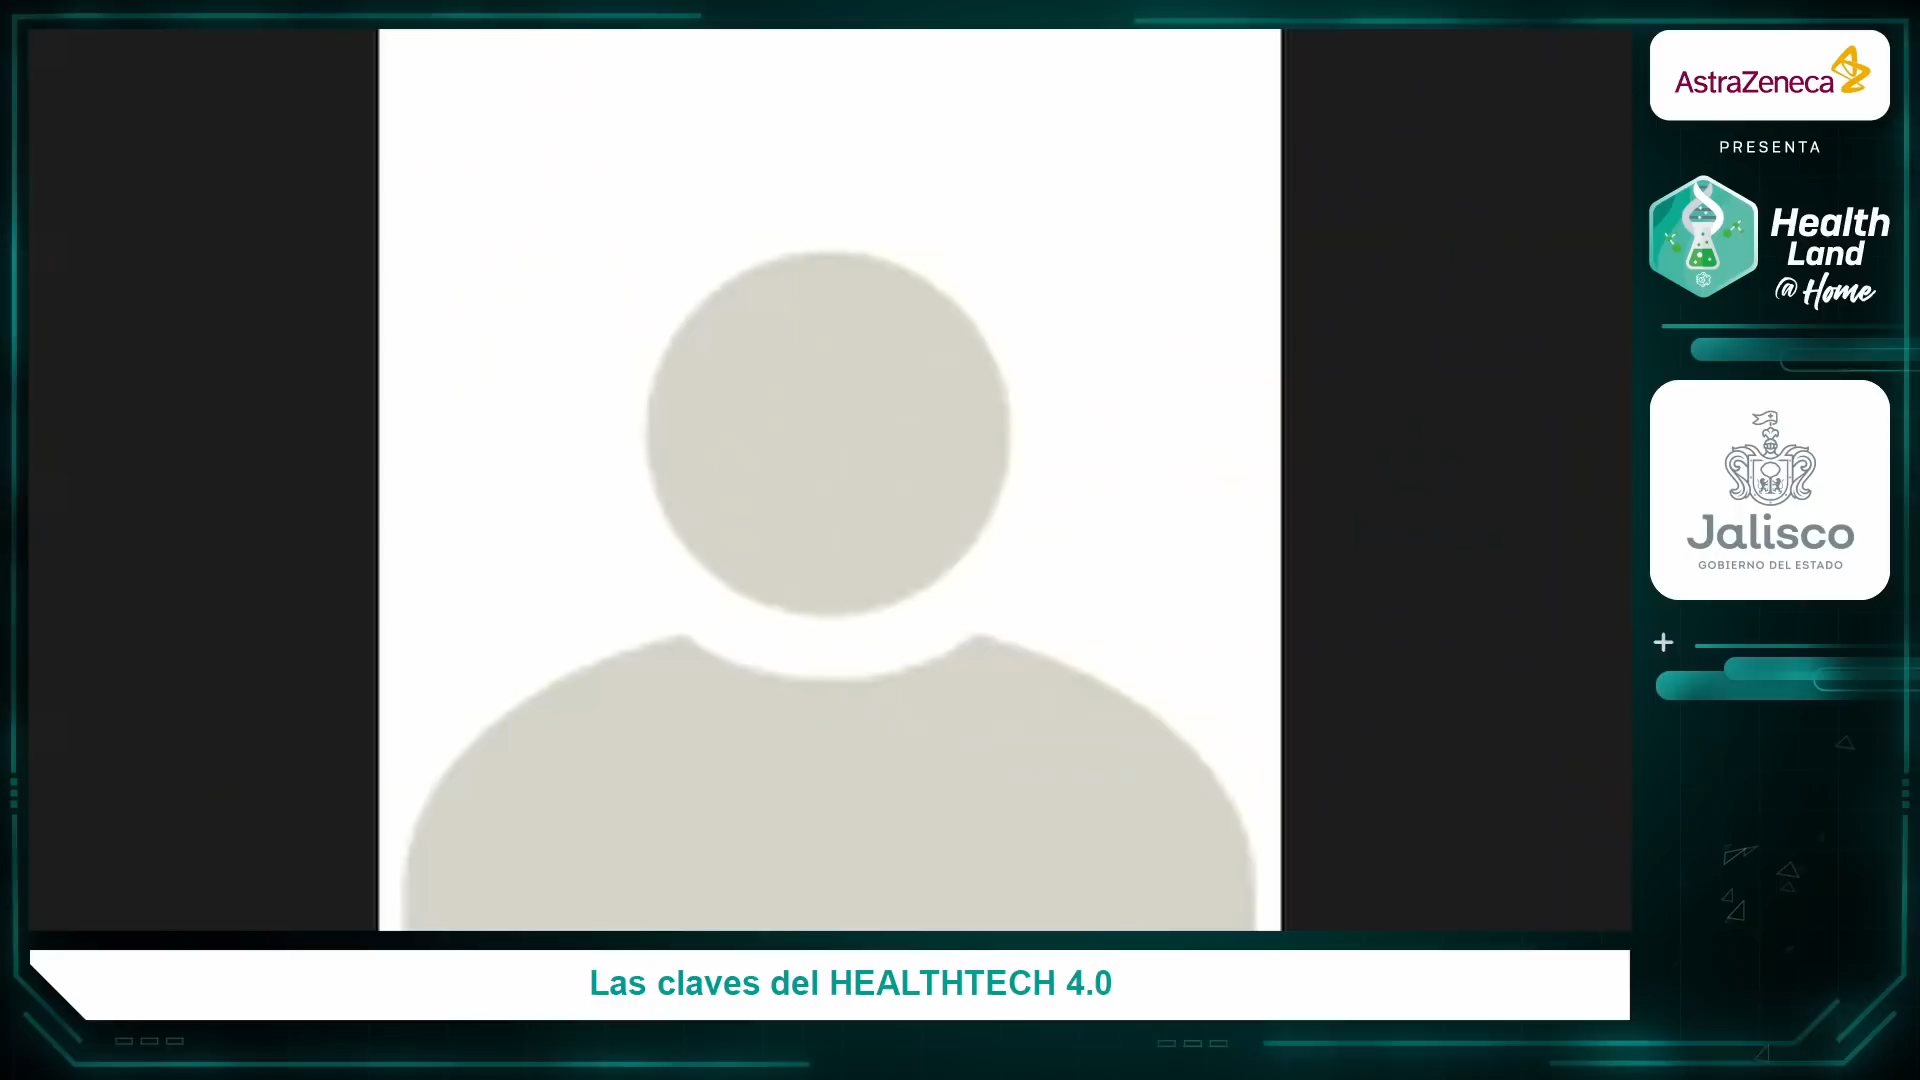 AstraZeneca
PRESENTA
Health
Land
@ Home
Jalisco
GOBIERNO DEL ESTADO
Las claves del HEALTHTECH 4.0